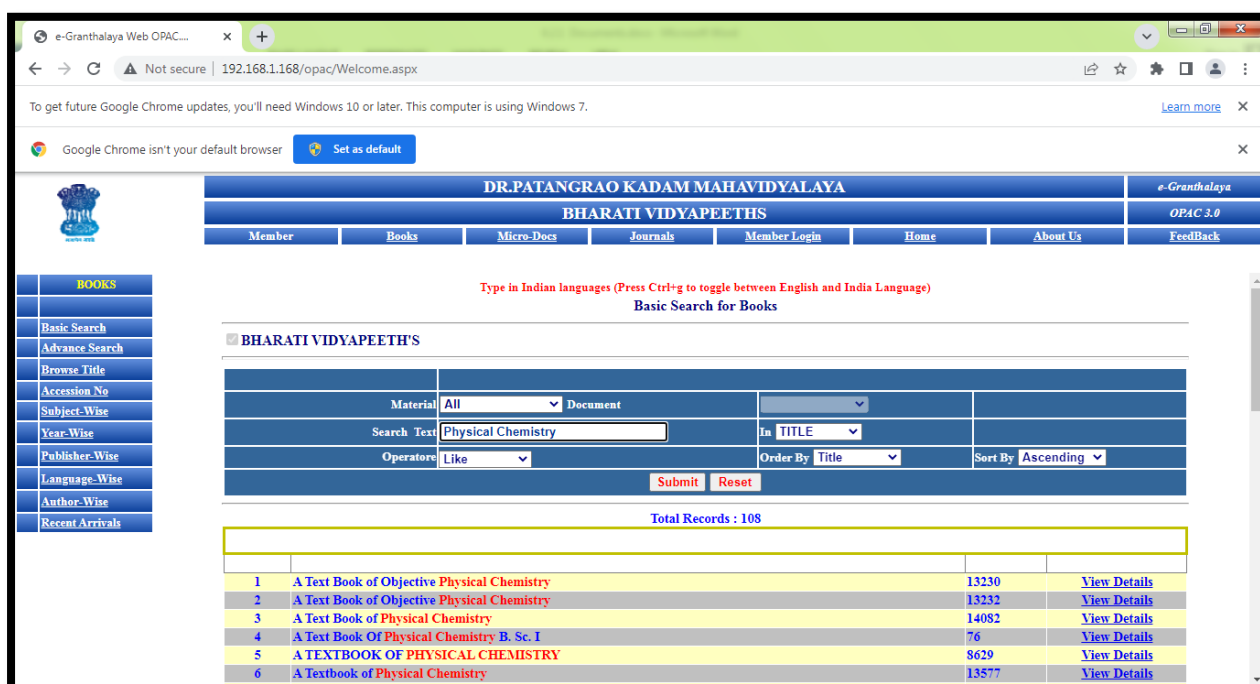 e-Granthalaya Web OPAC....
Not secure | 192.168.1.168/opac/Welcome.aspx
To get future Google Chrome updates, you'll need Windows 10 or later. This computer is using Windows 7.
Learn more
Google Chrome isn't your default browser
Set as default
DR.PATANGRAO KADAM MAHAVIDYALAYA
e-Granthalaya
BHARATI VIDYAPEETHS
OPAC 3.0
Member Books Micro-Docs Journals Member Login Home About Us FeedBack
BOOKS
Basic Search
Advance Search
Browse Title
Accession No
Subject-Wise
Year-Wise
Publisher-Wise
Language-Wise
Author-Wise
Recent Arrivals
Type in Indian languages (Press Ctrl+g to toggle between English and India Language)
Basic Search for Books
BHARATI VIDYAPEETH'S
Material All Document
Search Text Physical Chemistry In TITLE
Operatore Like Order By Title Sort By Ascending
Submit Reset
Total Records : 108
1 A Text Book of Objective Physical Chemistry 13230 View Details
2 A Text Book of Objective Physical Chemistry 13232 View Details
3 A Text Book of Physical Chemistry 14082 View Details
4 A Text Book Of Physical Chemistry B. Sc. I 76 View Details
5 A TEXTBOOK OF PHYSICAL CHEMISTRY 8629 View Details
6 A Textbook of Physical Chemistry 13577 View Details